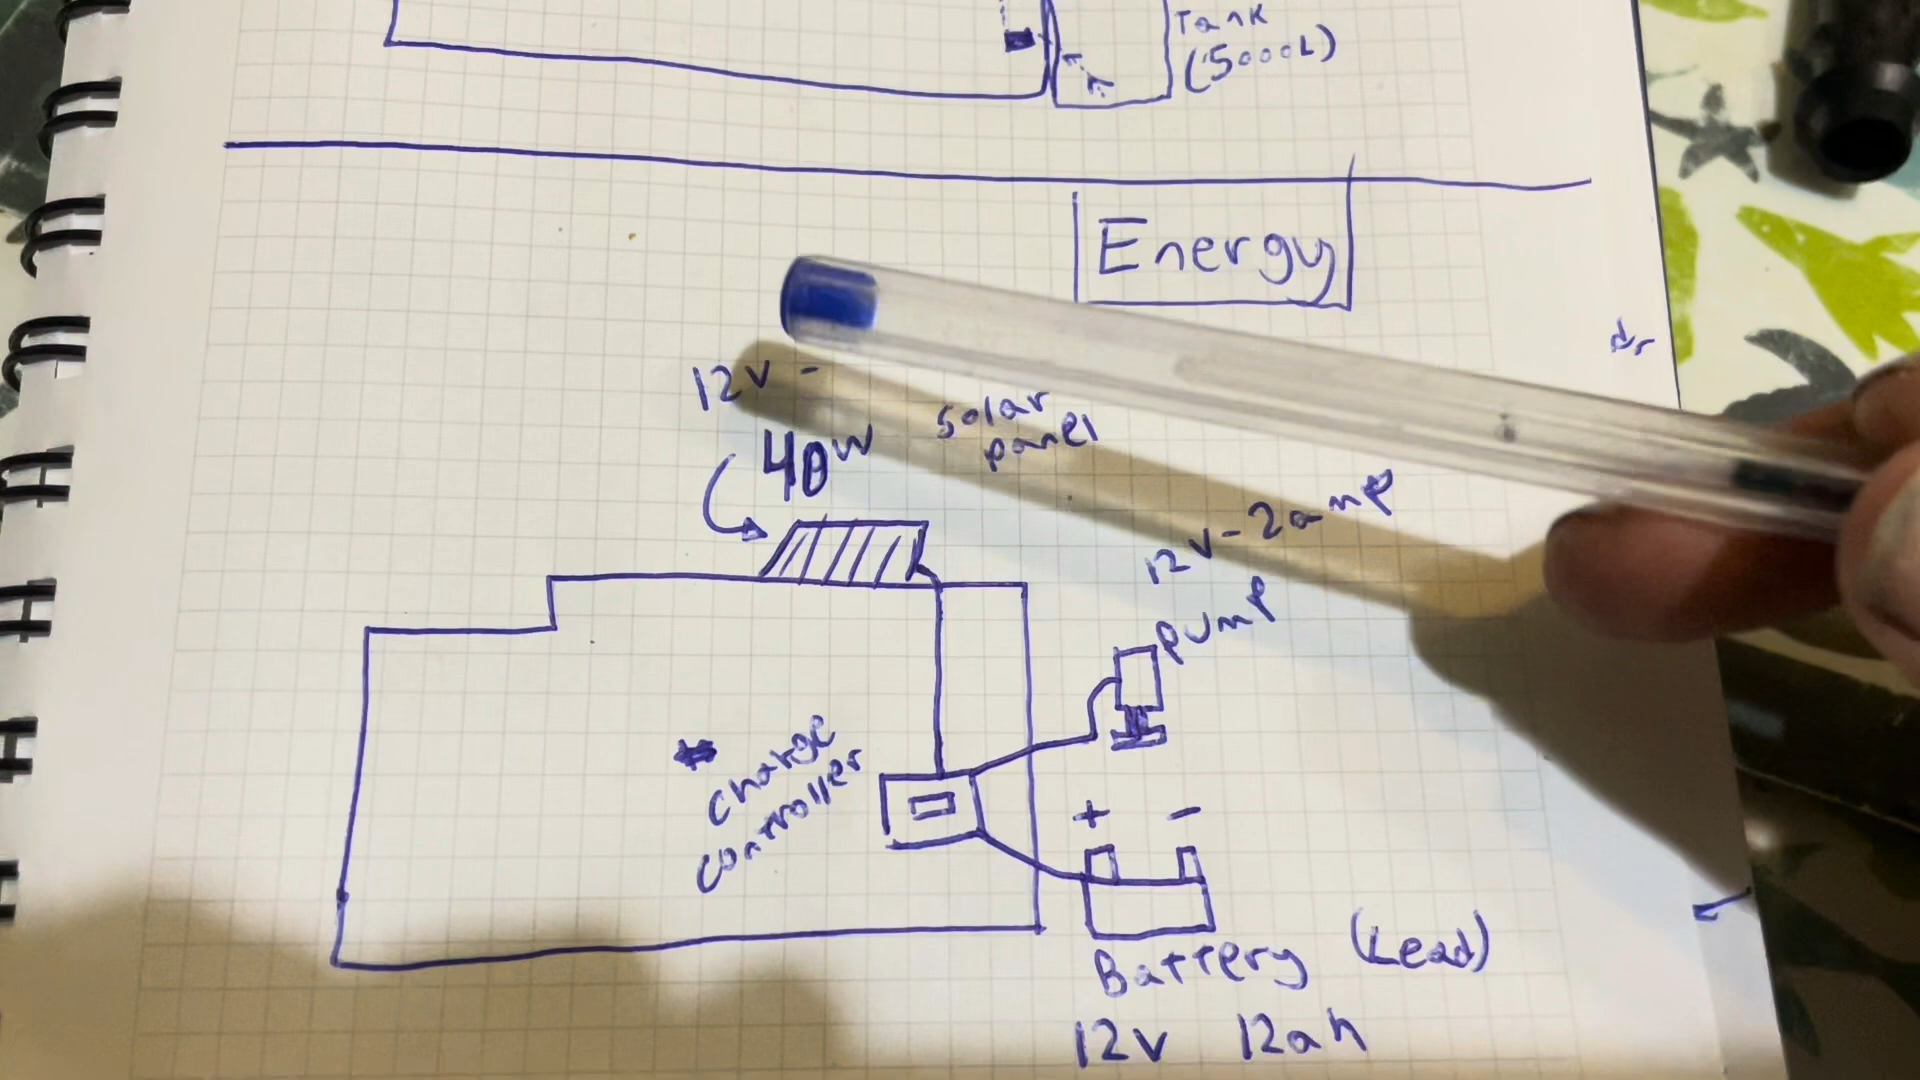 Tank
(5000L)
Energy
12v -
40w
solar
panel
12v-2amp
pump
* charge
controller
+ -
Battery (Lead)
12v 12ah